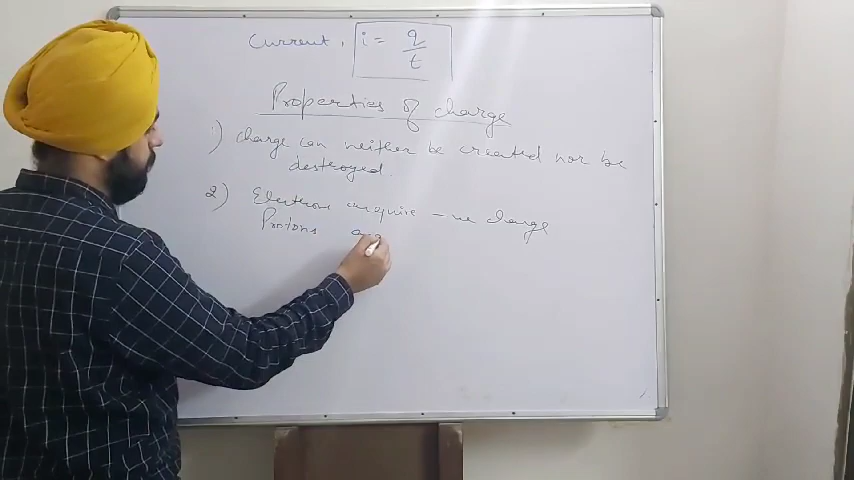 Current, i = q/t
Properties of charge
1) charge can neither be created nor be
destroyed.
2) Electrons acquire -ve charge
Protons